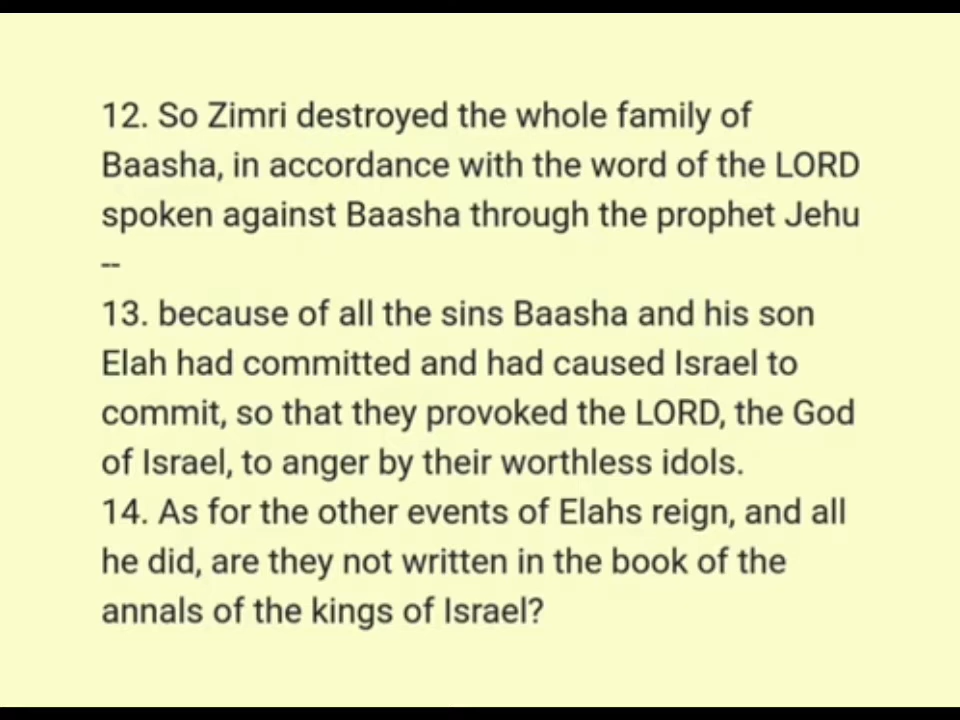 12. So Zimri destroyed the whole family of
Baasha, in accordance with the word of the LORD
spoken against Baasha through the prophet Jehu
--
13. because of all the sins Baasha and his son
Elah had committed and had caused Israel to
commit, so that they provoked the LORD, the God
of Israel, to anger by their worthless idols.
14. As for the other events of Elahs reign, and all
he did, are they not written in the book of the
annals of the kings of Israel?